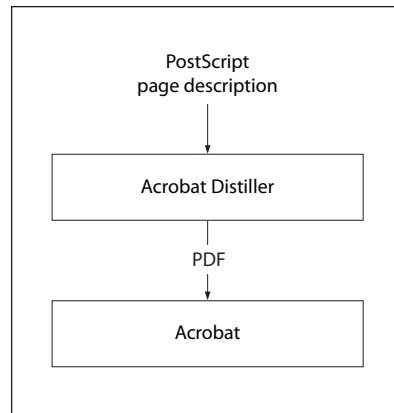 PostScript
page description
Acrobat Distiller
PDF
Acrobat